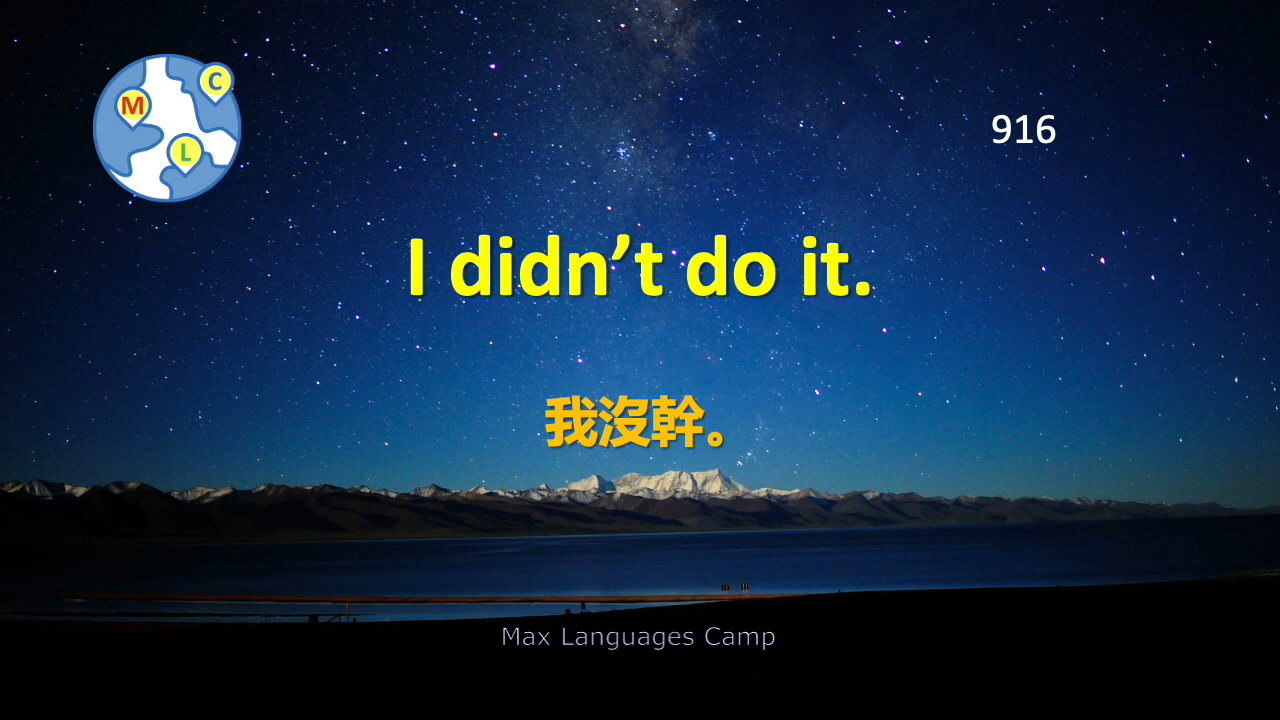 C
M
L
916
I didn’t do it.
我沒幹。
Max Languages Camp